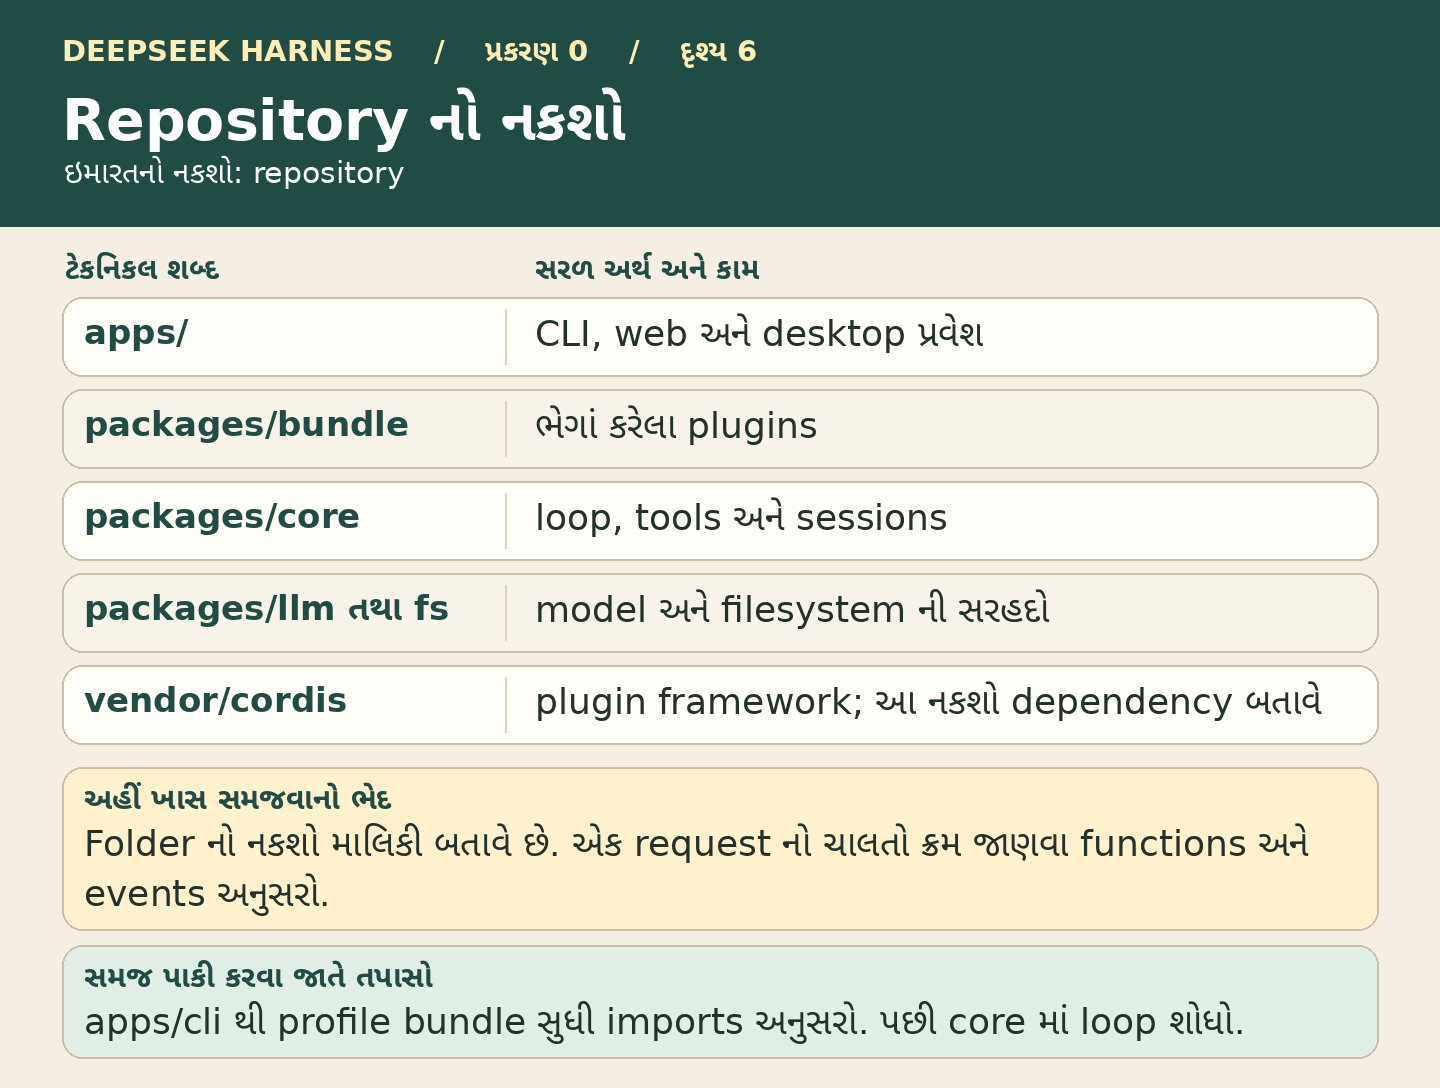 DEEPSEEK HARNESS / પ્રકરણ 0 / દૃશ્ય 6
Repository નો નકશો
ઇમારતનો નકશો: repository
ટેકનિકલ શબ્દ સરળ અર્થ અને કામ
apps/ CLI, web અને desktop પ્રવેશ
packages/bundle ભેગાં કરેલા plugins
packages/core loop, tools અને sessions
packages/llm તથા fs model અને filesystem ની સરહદો
vendor/cordis plugin framework; આ નકશો dependency બતાવે
અહીં ખાસ સમજવાનો ભેદ
Folder નો નકશો માલિકી બતાવે છે. એક request નો ચાલતો ક્રમ જાણવા functions અને
events અનુસરો.
સમજ પાકી કરવા જાતે તપાસો
apps/cli થી profile bundle સુધી imports અનુસરો. પછી core માં loop શોધો.